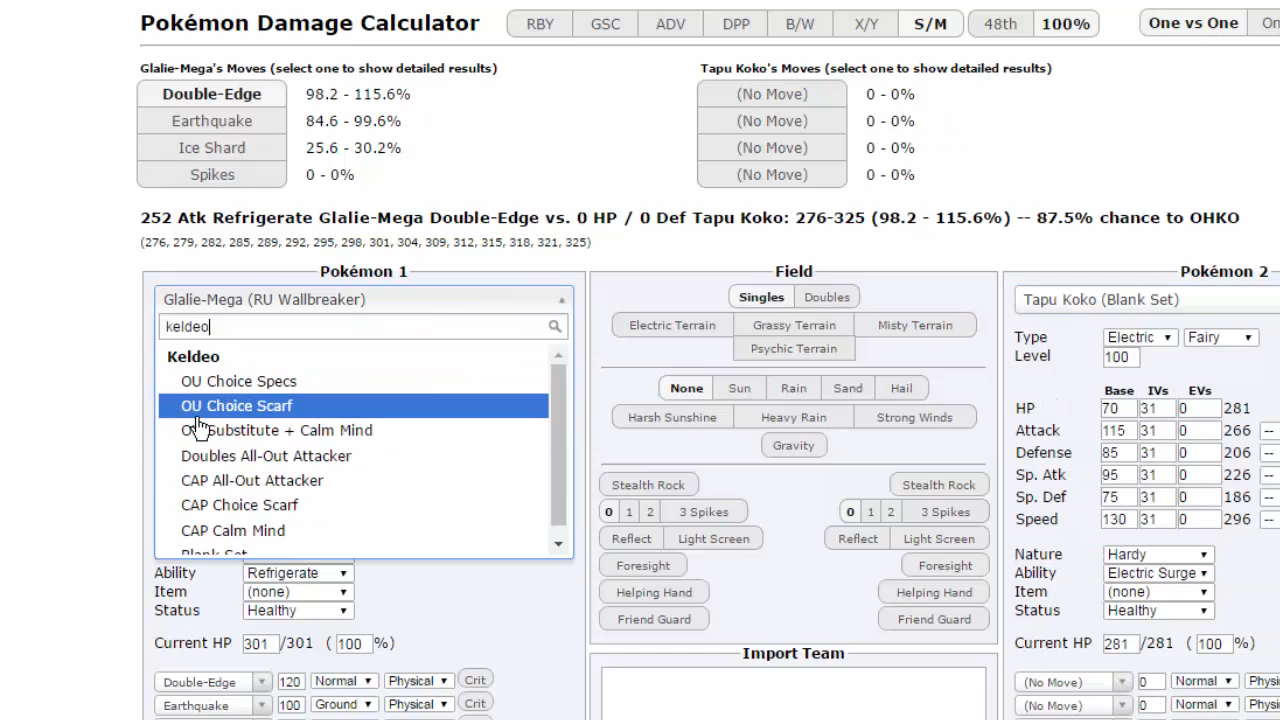 Pokémon Damage Calculator RBY GSC ADV DPP B/W X/Y S/M 48th 100% One vs One
Glalie-Mega's Moves (select one to show detailed results)
Double-Edge 98.2 - 115.6%
Earthquake 84.6 - 99.6%
Ice Shard 25.6 - 30.2%
Spikes 0 - 0%
Tapu Koko's Moves (select one to show detailed results)
(No Move) 0 - 0%
(No Move) 0 - 0%
(No Move) 0 - 0%
(No Move) 0 - 0%
252 Atk Refrigerate Glalie-Mega Double-Edge vs. 0 HP / 0 Def Tapu Koko: 276-325 (98.2 - 115.6%) -- 87.5% chance to OHKO
(276, 279, 282, 285, 289, 292, 295, 298, 301, 304, 309, 312, 315, 318, 321, 325)
Pokémon 1
Glalie-Mega (RU Wallbreaker)
keldeo
Keldeo
OU Choice Specs
OU Choice Scarf
OU Substitute + Calm Mind
Doubles All-Out Attacker
CAP All-Out Attacker
CAP Choice Scarf
CAP Calm Mind
Blank Set
Ability Refrigerate
Item (none)
Status Healthy
Current HP 301 /301 ( 100 %)
Double-Edge 120 Normal Physical Crit
Earthquake 100 Ground Physical Crit
Field
Singles Doubles
Electric Terrain Grassy Terrain Misty Terrain
Psychic Terrain
None Sun Rain Sand Hail
Harsh Sunshine Heavy Rain Strong Winds
Gravity
Stealth Rock Stealth Rock
0 1 2 3 Spikes 0 1 2 3 Spikes
Reflect Light Screen Reflect Light Screen
Foresight Foresight
Helping Hand Helping Hand
Friend Guard Friend Guard
Import Team
Pokémon 2
Tapu Koko (Blank Set)
Type Electric Fairy
Level 100
Base IVs EVs
HP 70 31 0 281
Attack 115 31 0 266 --
Defense 85 31 0 206 --
Sp. Atk 95 31 0 226 --
Sp. Def 75 31 0 186 --
Speed 130 31 0 296 --
Nature Hardy
Ability Electric Surge
Item (none)
Status Healthy
Current HP 281 /281 ( 100 %)
(No Move) 0 Normal
(No Move) 0 Normal